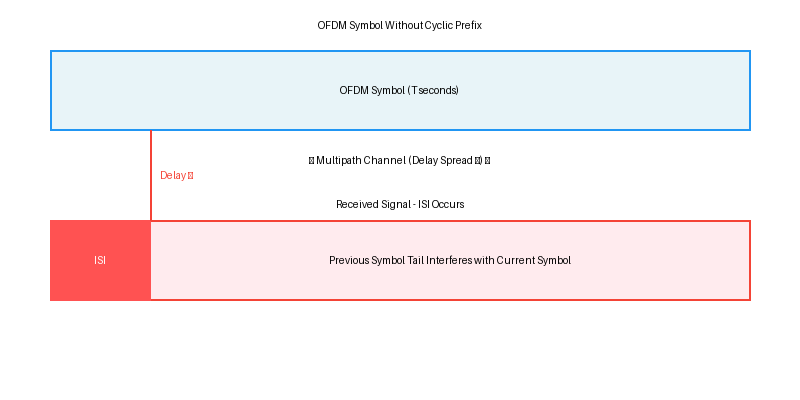 OFDM Symbol Without Cyclic Prefix
OFDM Symbol (T seconds)
Multipath Channel (Delay Spread )
Delay
Received Signal - ISI Occurs
ISI
Previous Symbol Tail Interferes with Current Symbol